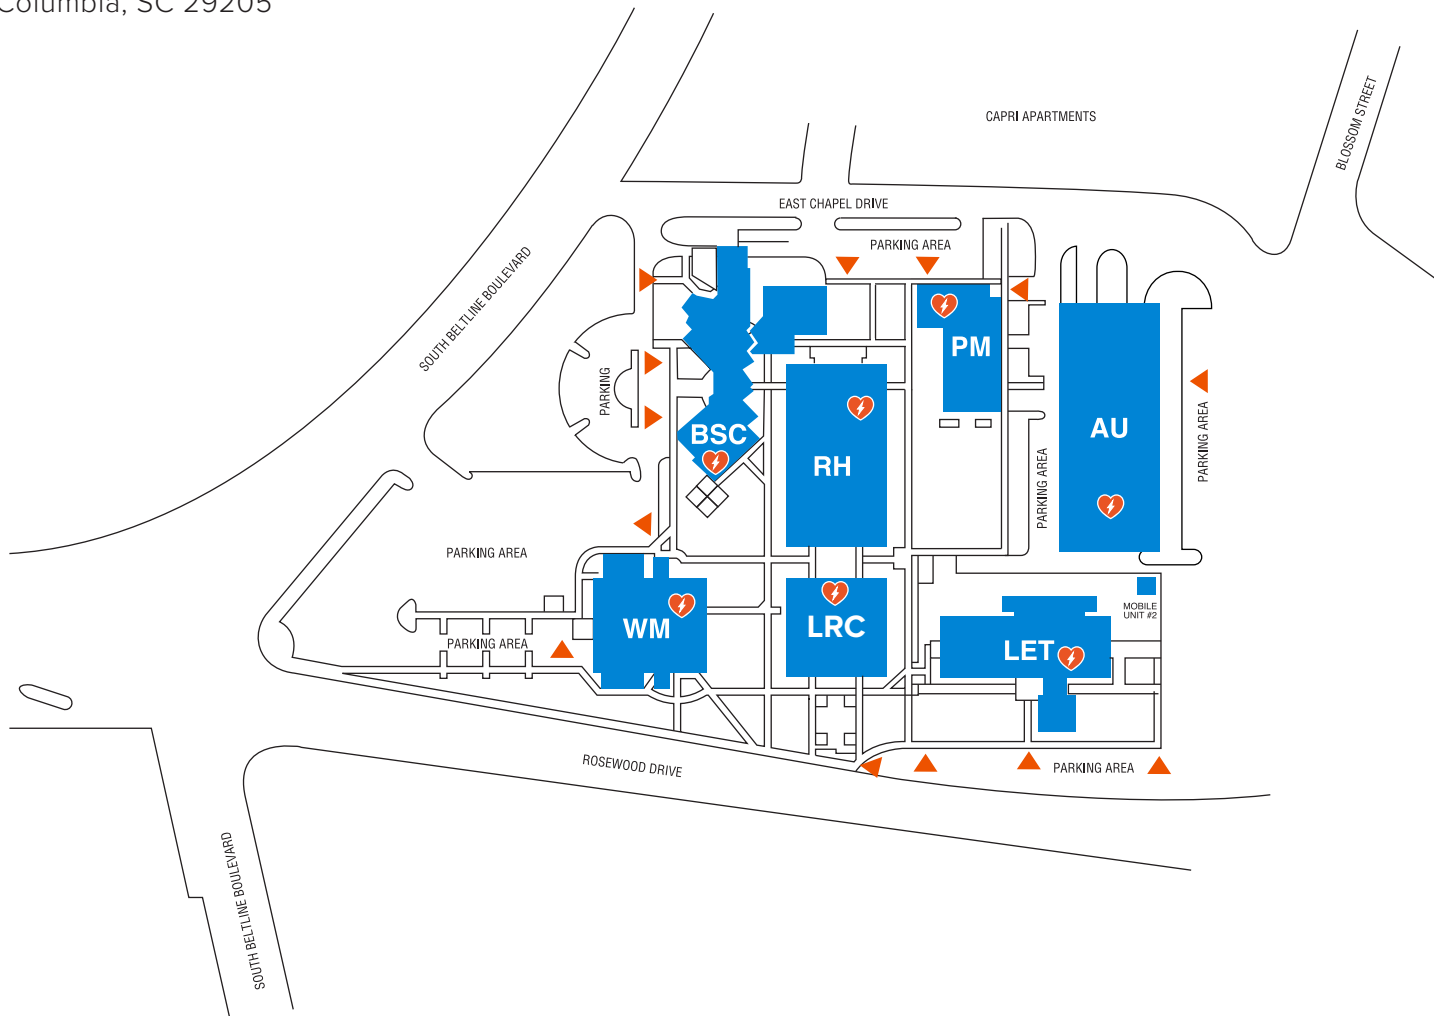 Columbia, SC 29205
CAPRI APARTMENTS
BLOSSOM STREET
EAST CHAPEL DRIVE
PARKING AREA
SOUTH BELTLINE BOULEVARD
PM
PARKING
AU
PARKING AREA
BSC
RH
PARKING AREA
PARKING AREA
MOBILE
UNIT #2
WM
LRC
PARKING AREA
LET
ROSEWOOD DRIVE
PARKING AREA
SOUTH BELTLINE BOULEVARD